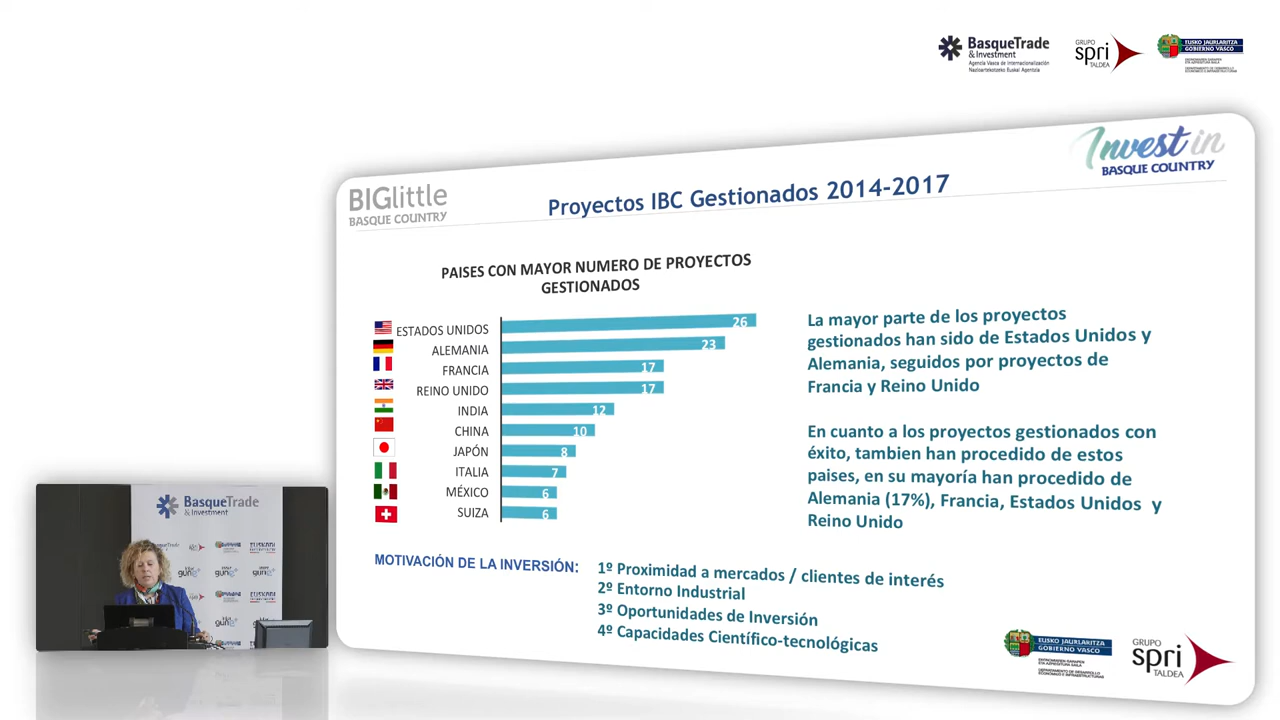 BasqueTrade
& Investment
Agencia Vasca de Internacionalización
Nazioartekotzeko Euskal Agentzia
GRUPO
spri
TALDEA
EUSKO JAURLARITZA
GOBIERNO VASCO
Invest in
BASQUE COUNTRY
BIGlittle
BASQUE COUNTRY
Proyectos IBC Gestionados 2014-2017
PAISES CON MAYOR NUMERO DE PROYECTOS
GESTIONADOS
ESTADOS UNIDOS 26
ALEMANIA 23
FRANCIA 17
REINO UNIDO 17
INDIA 12
CHINA 10
JAPÓN 8
ITALIA 7
MÉXICO 6
SUIZA 6
La mayor parte de los proyectos
gestionados han sido de Estados Unidos y
Alemania, seguidos por proyectos de
Francia y Reino Unido
En cuanto a los proyectos gestionados con
éxito, tambien han procedido de estos
paises, en su mayoría han procedido de
Alemania (17%), Francia, Estados Unidos y
Reino Unido
MOTIVACIÓN DE LA INVERSIÓN:
1º Proximidad a mercados / clientes de interés
2º Entorno Industrial
3º Oportunidades de Inversión
4º Capacidades Científico-tecnológicas
EUSKO JAURLARITZA
GOBIERNO VASCO
GRUPO
spri
TALDEA
BasqueTrade
& Investment